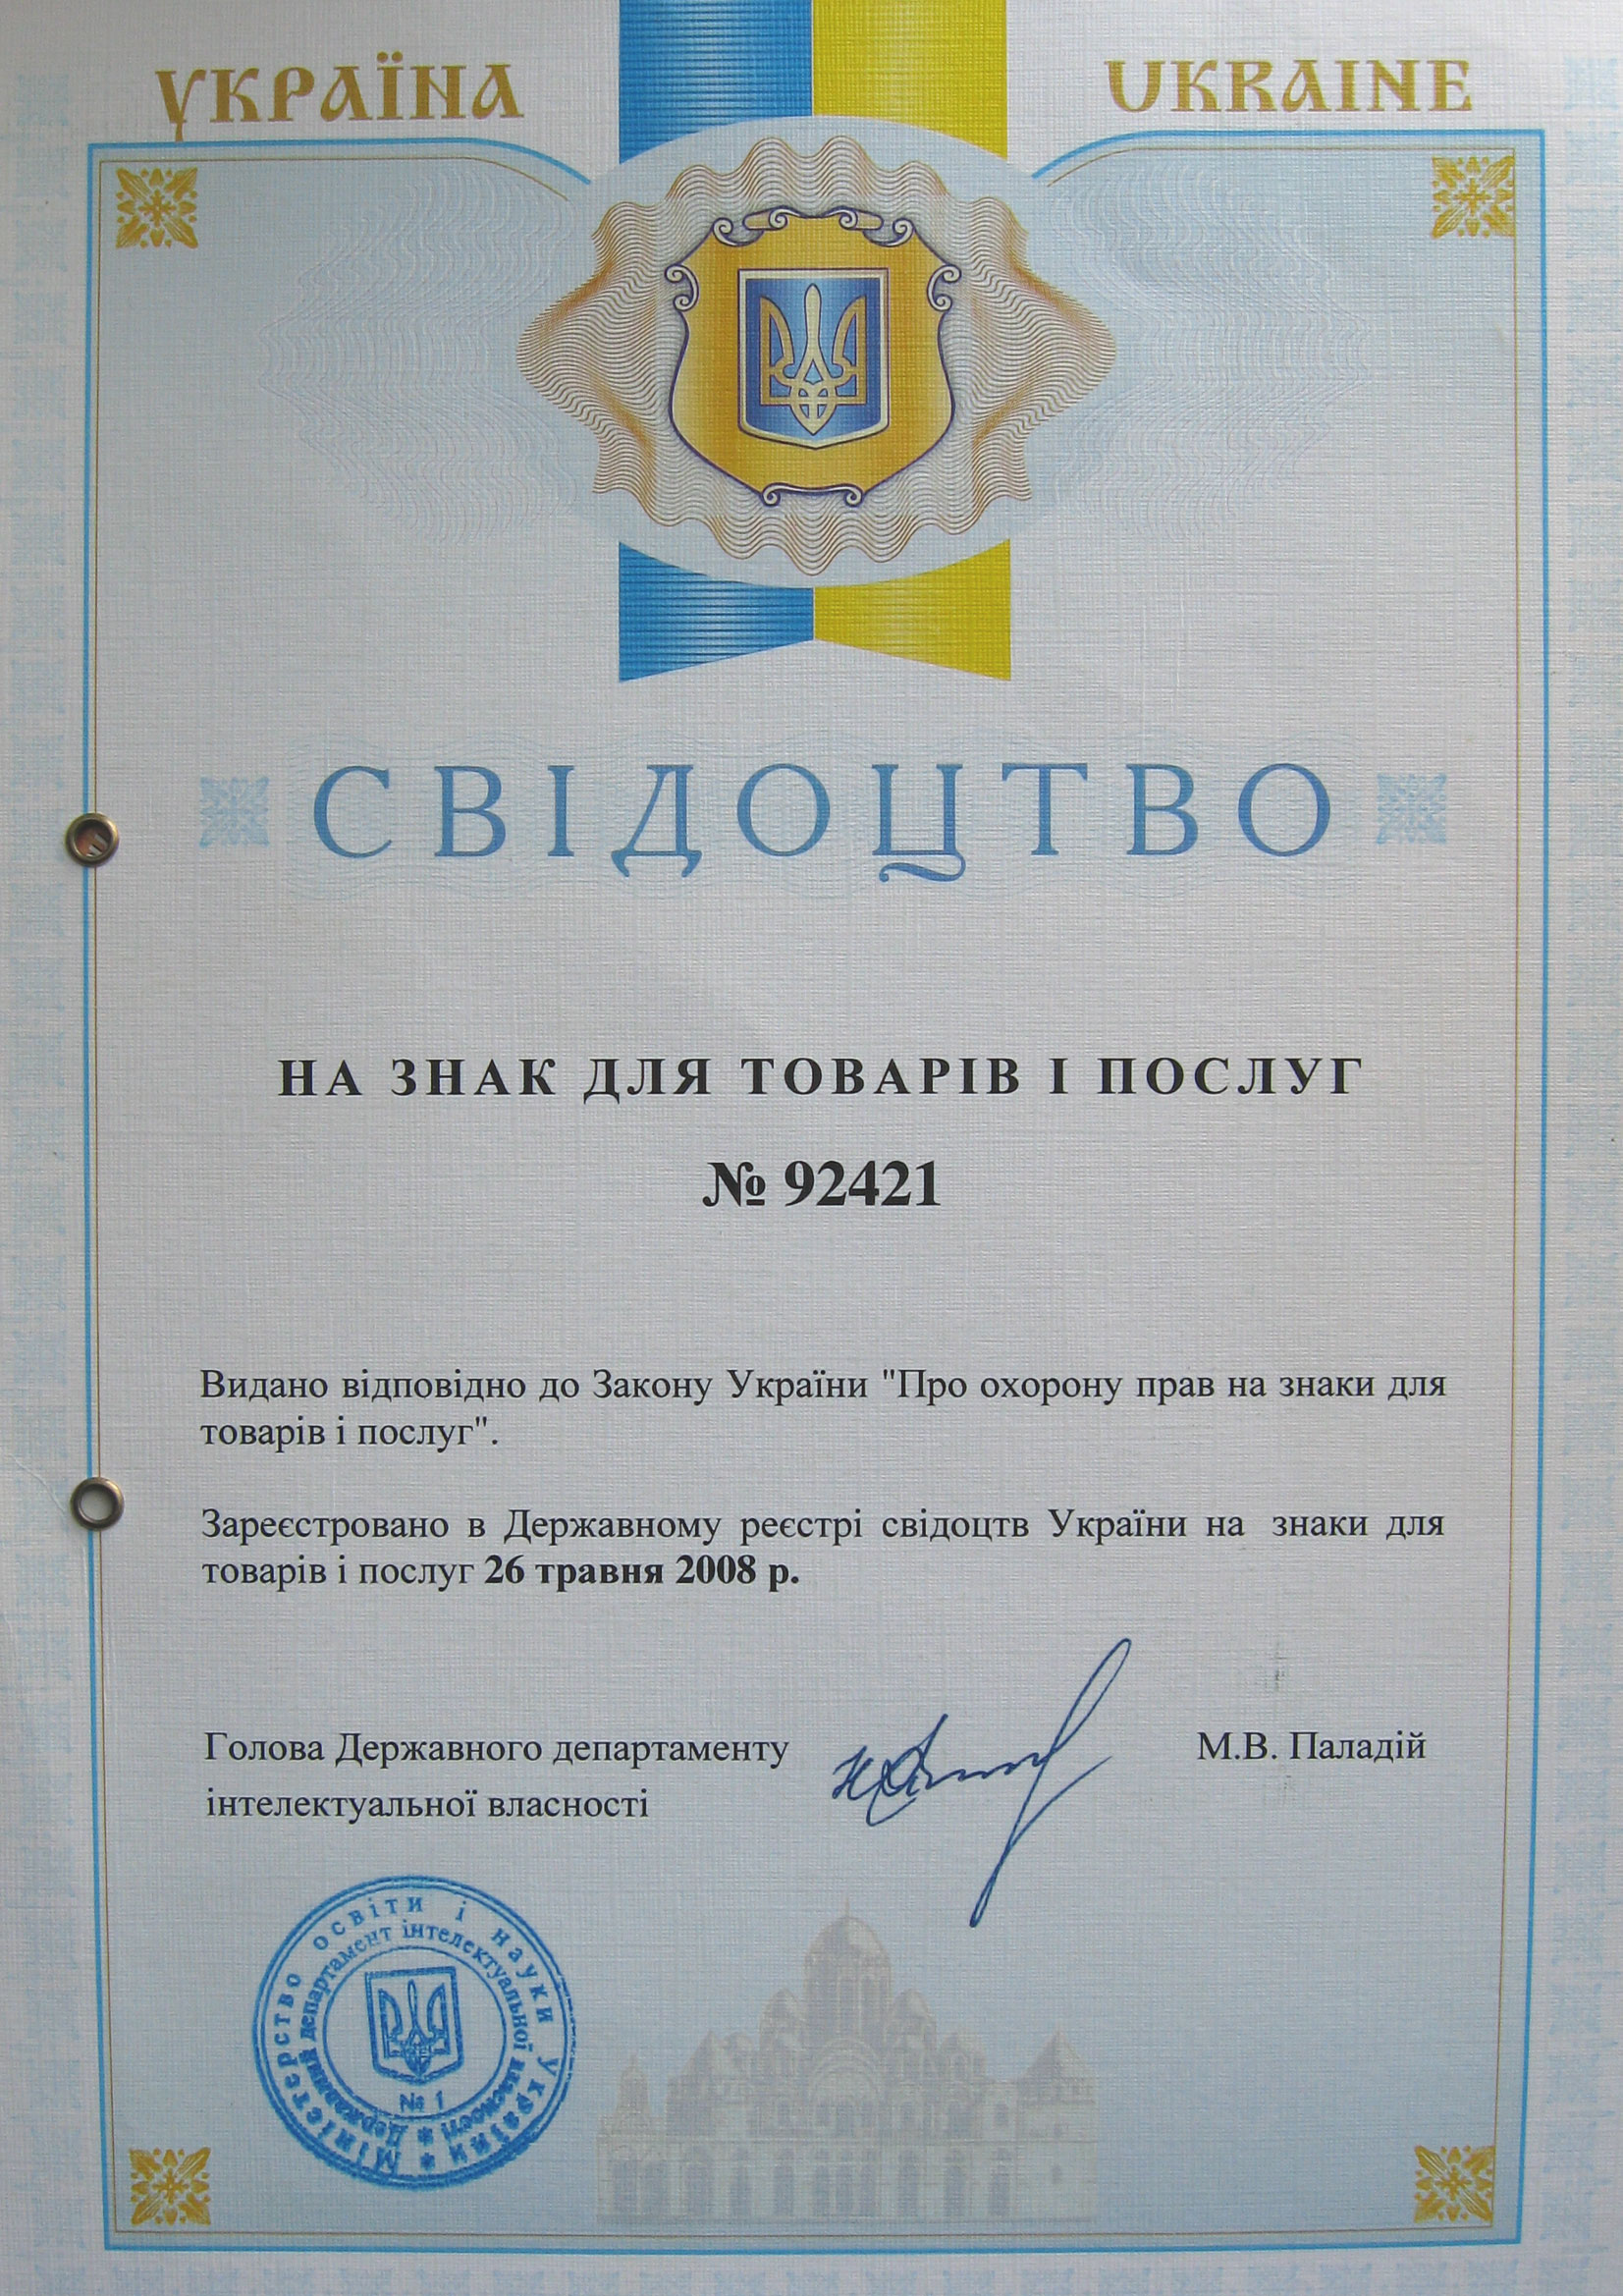 УКРАЇНА
UKRAINE
СВІДОЦТВО
НА ЗНАК ДЛЯ ТОВАРІВ І ПОСЛУГ
№ 92421
Видано відповідно до Закону України "Про охорону прав на знаки для
товарів і послуг".
Зареєстровано в Державному реєстрі свідоцтв України на знаки для
товарів і послуг 26 травня 2008 р.
Голова Державного департаменту
інтелектуальної власності
М.В. Паладій
Міністерство освіти і науки України
Державний департамент інтелектуальної власності
№ 1